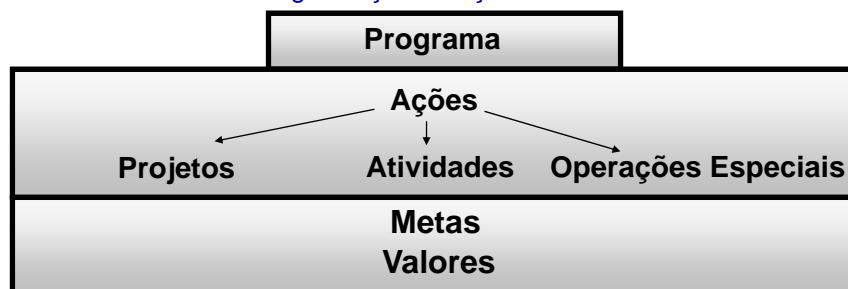 Programa
Ações
Projetos Atividades Operações Especiais
Metas
Valores